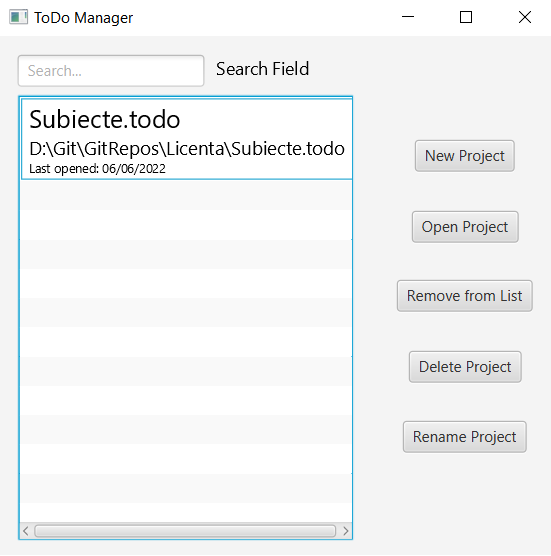 ToDo Manager
Search...
Search Field
Subiecte.todo
D:\Git\GitRepos\Licenta\Subiecte.todo
Last opened: 06/06/2022
New Project
Open Project
Remove from List
Delete Project
Rename Project